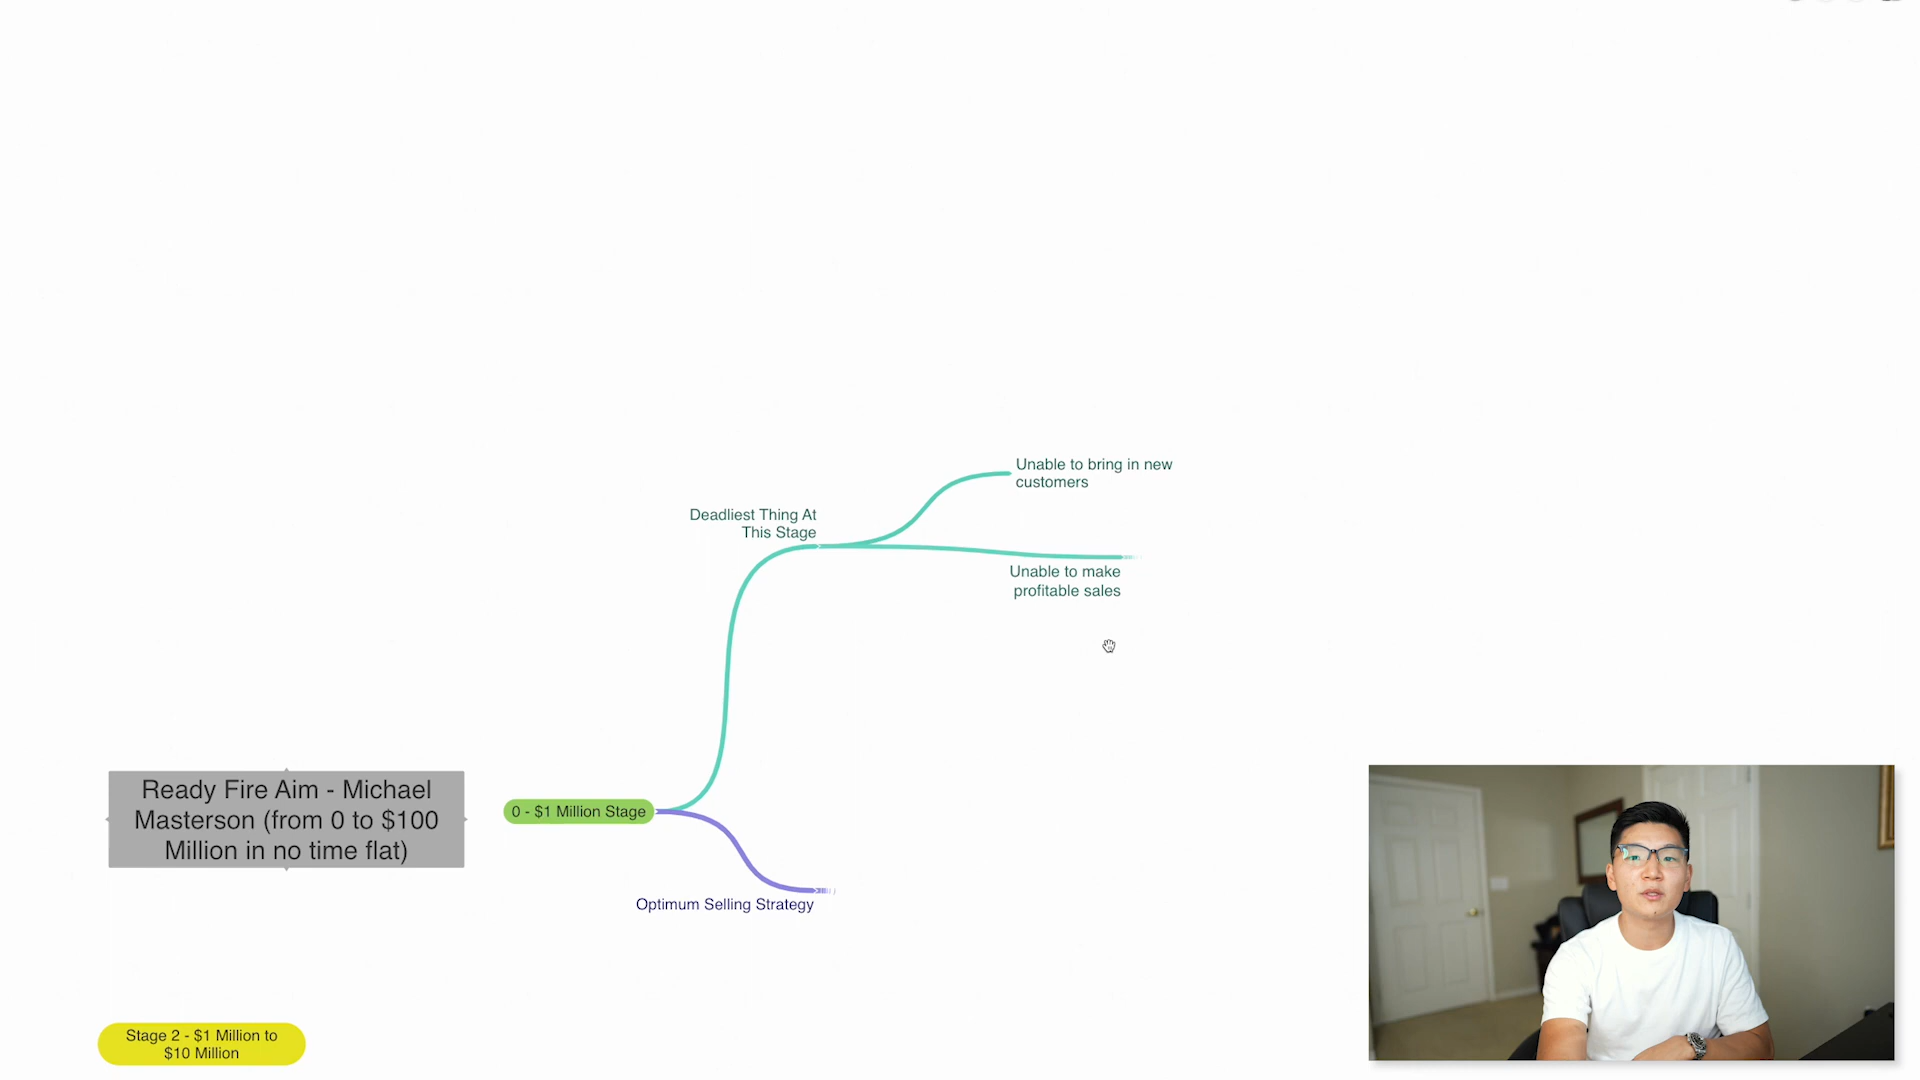 Unable to bring in new
customers
Deadliest Thing At
This Stage
Unable to make
profitable sales
Ready Fire Aim - Michael
Masterson (from 0 to $100
Million in no time flat)
0 - $1 Million Stage
Optimum Selling Strategy
Stage 2 - $1 Million to
$10 Million